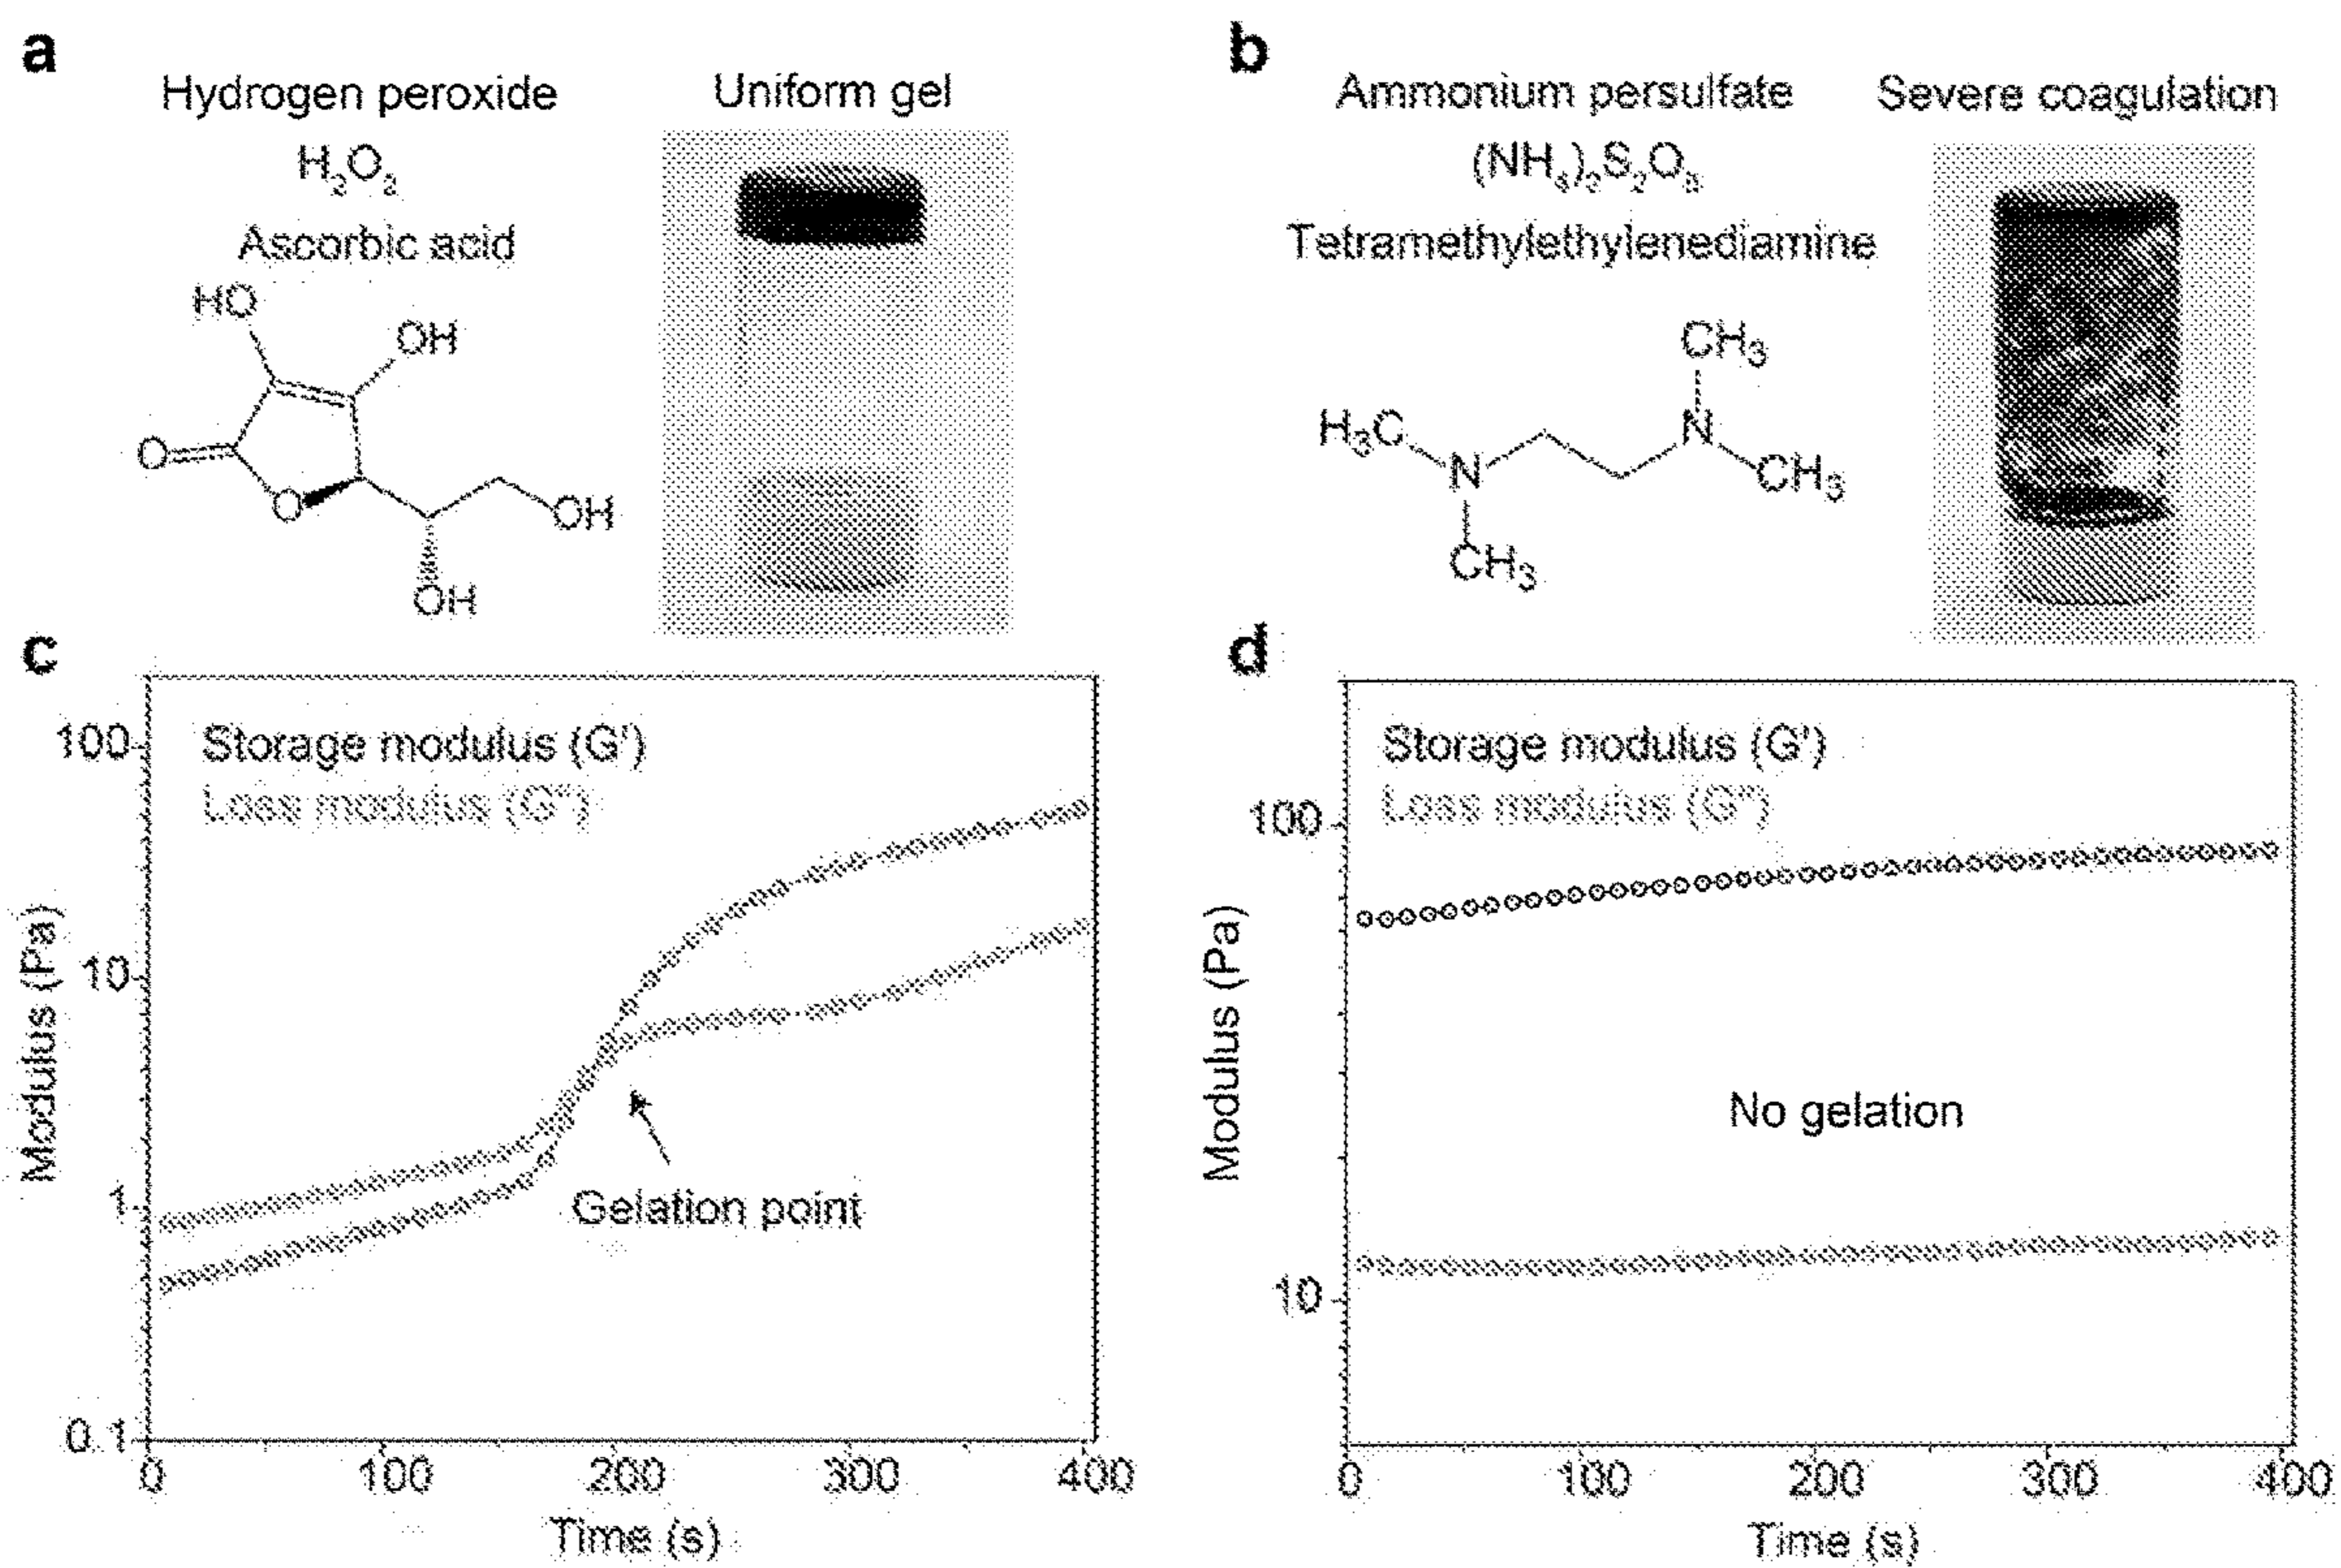 a
Hydrogen peroxide
H₂O₂
Ascorbic acid
HO
OH
O
O
OH
OH
Uniform gel
b
Ammonium persulfate
(NH₄)₂S₂O₈
Tetramethylethylenediamine
CH₃
H₃C
N
N
CH₃
CH₃
Severe coagulation
c
Storage modulus (G')
Loss modulus (G")
Gelation point
Modulus (Pa)
100
10
1
0.1
0 100 200 300 400
Time (s)
d
Storage modulus (G')
Loss modulus (G")
No gelation
Modulus (Pa)
100
10
0 100 200 300 400
Time (s)